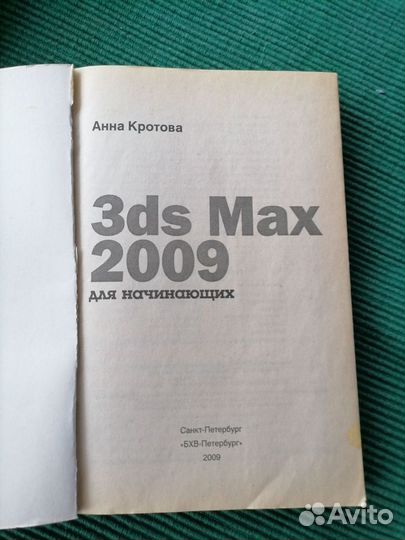 Анна Кротова
3ds Max
2009
для начинающих
Санкт-Петербург
«БХВ-Петербург»
2009
Avito